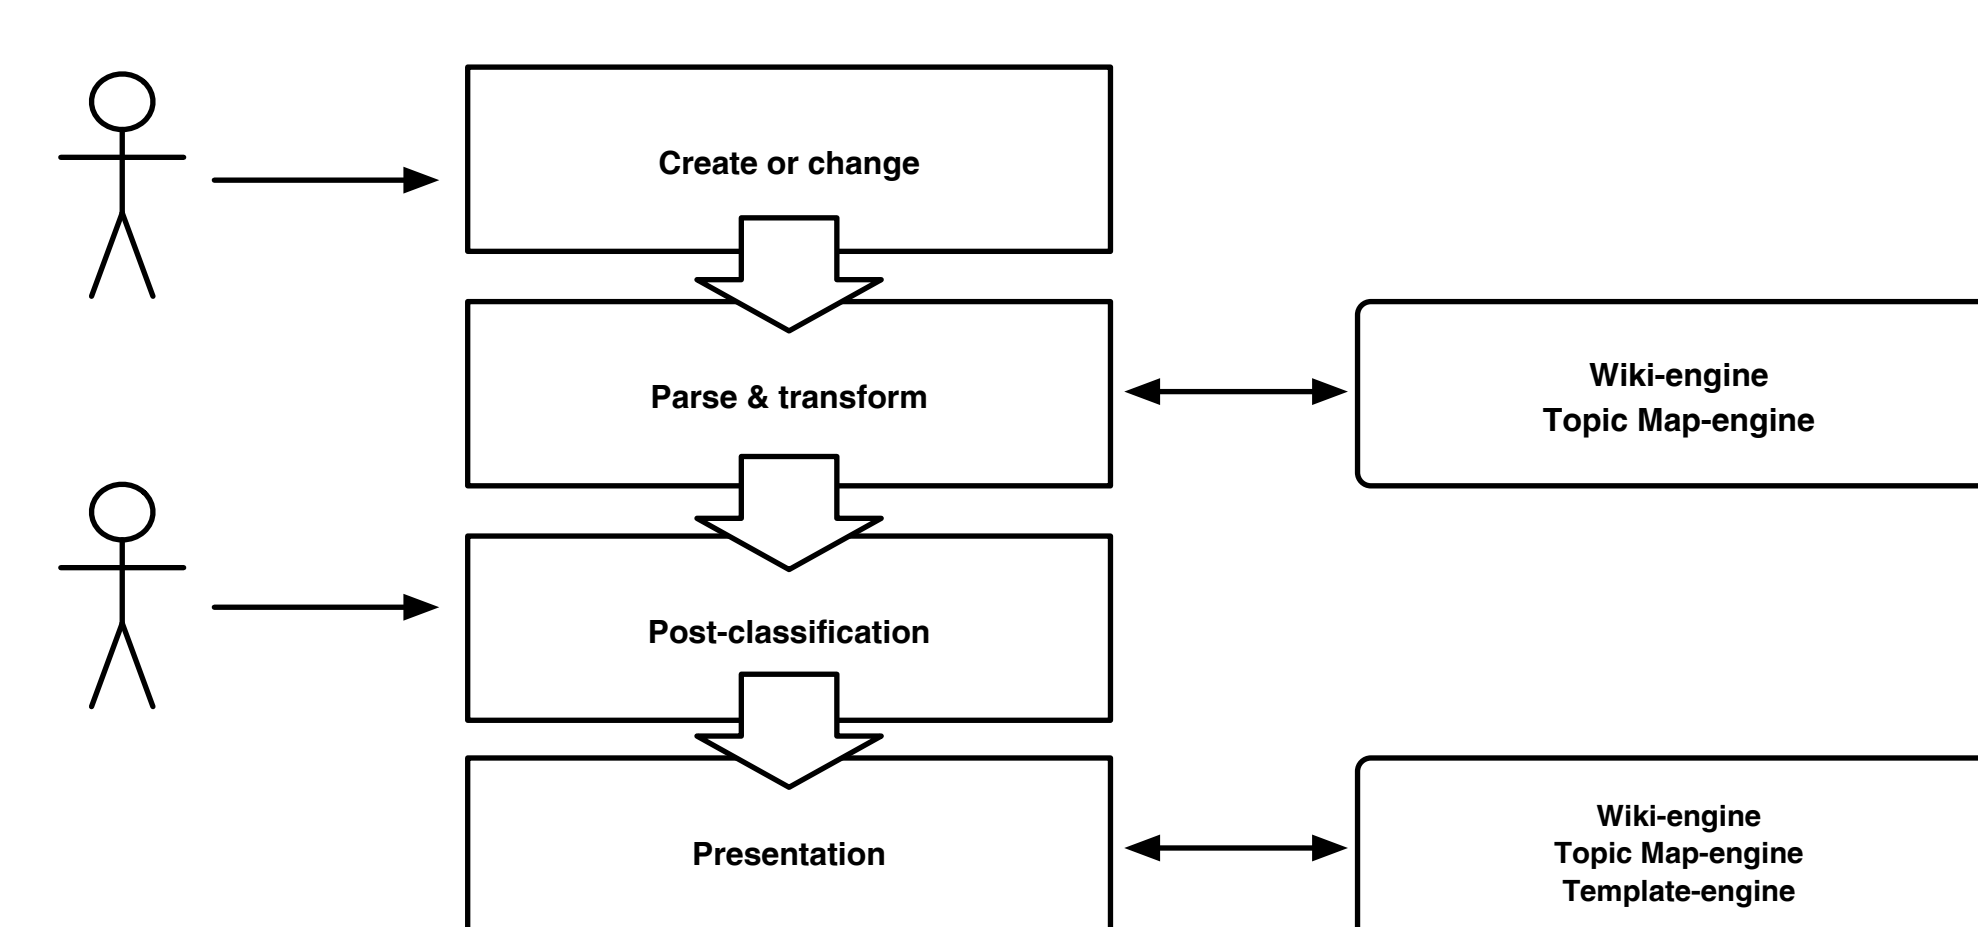 Create or change
Parse & transform
Wiki-engine
Topic Map-engine
Post-classification
Presentation
Wiki-engine
Topic Map-engine
Template-engine